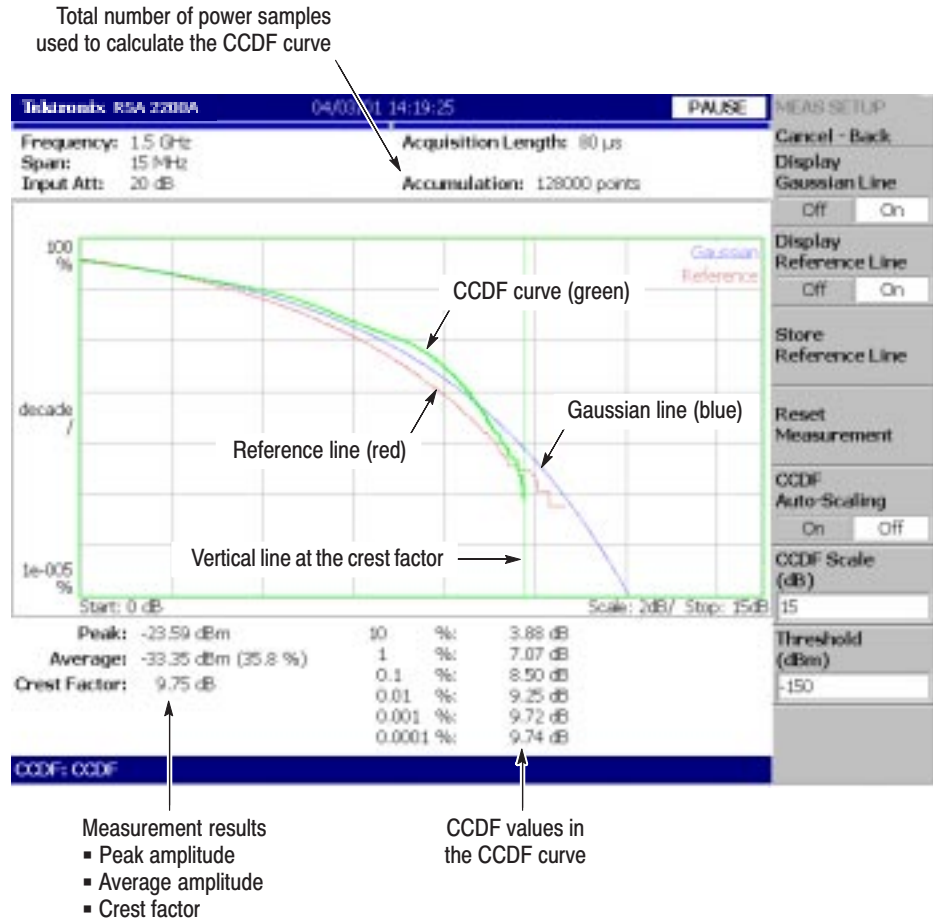 Total number of power samples
used to calculate the CCDF curve
Tektronix RSA 2200A 04/03/01 14:19:25 PAUSE
MEAS SETUP
Frequency: 1.5 GHz Acquisition Length: 80 µs
Span: 15 MHz
Input Att: 20 dB Accumulation: 128000 points
Cancel - Back
Display
Gaussian Line
Off On
Display
Reference Line
Off On
Store
Reference Line
Reset
Measurement
CCDF
Auto-Scaling
On Off
CCDF Scale
(dB)
15
Threshold
(dBm)
-150
100
%
Gaussian
Reference
CCDF curve (green)
decade
/
Gaussian line (blue)
Reference line (red)
Vertical line at the crest factor
1e-005
%
Start: 0 dB Scale: 2dB/ Stop: 15dB
Peak: -23.59 dBm
Average: -33.35 dBm (35.8 %)
Crest Factor: 9.75 dB
10 %: 3.88 dB
1 %: 7.07 dB
0.1 %: 8.50 dB
0.01 %: 9.25 dB
0.001 %: 9.72 dB
0.0001 %: 9.74 dB
CCDF: CCDF
Measurement results
▪ Peak amplitude
▪ Average amplitude
▪ Crest factor
CCDF values in
the CCDF curve